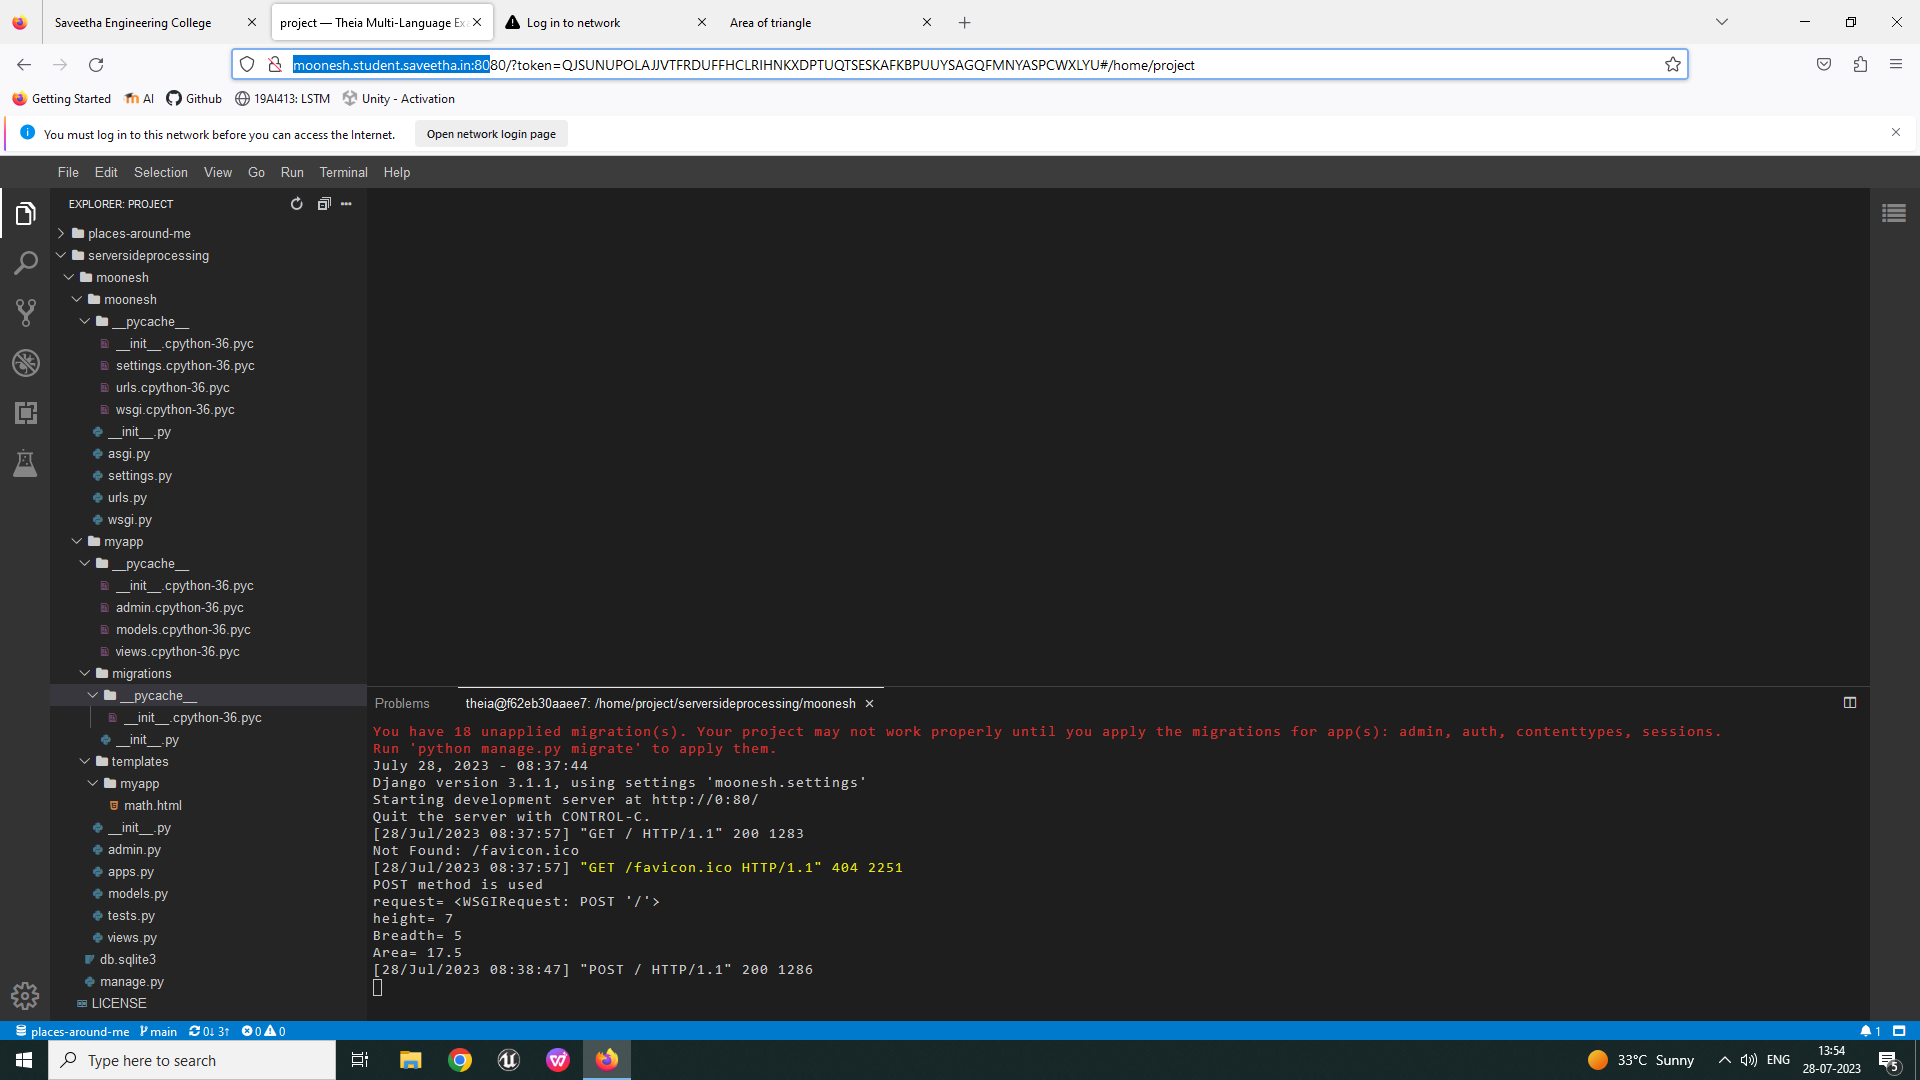 Saveetha Engineering College
project — Theia Multi-Language Ex
Log in to network
Area of triangle
moonesh.student.saveetha.in:8080/?token=QJSUNUPOLAJJVTFRDUFFHCLRIHNKXDPTUQTSESKAFKBPUUYSAGQFMNYASPCWXLYU#/home/project
Getting Started
AI
Github
19AI413: LSTM
Unity - Activation
You must log in to this network before you can access the Internet.
Open network login page
File Edit Selection View Go Run Terminal Help
EXPLORER: PROJECT
places-around-me
serversideprocessing
moonesh
moonesh
__pycache__
__init__.cpython-36.pyc
settings.cpython-36.pyc
urls.cpython-36.pyc
wsgi.cpython-36.pyc
__init__.py
asgi.py
settings.py
urls.py
wsgi.py
myapp
__pycache__
__init__.cpython-36.pyc
admin.cpython-36.pyc
models.cpython-36.pyc
views.cpython-36.pyc
migrations
__pycache__
__init__.cpython-36.pyc
__init__.py
templates
myapp
math.html
__init__.py
admin.py
apps.py
models.py
tests.py
views.py
db.sqlite3
manage.py
LICENSE
Problems
theia@f62eb30aaee7: /home/project/serversideprocessing/moonesh
You have 18 unapplied migration(s). Your project may not work properly until you apply the migrations for app(s): admin, auth, contenttypes, sessions.
Run 'python manage.py migrate' to apply them.
July 28, 2023 - 08:37:44
Django version 3.1.1, using settings 'moonesh.settings'
Starting development server at http://0:80/
Quit the server with CONTROL-C.
[28/Jul/2023 08:37:57] "GET / HTTP/1.1" 200 1283
Not Found: /favicon.ico
[28/Jul/2023 08:37:57] "GET /favicon.ico HTTP/1.1" 404 2251
POST method is used
request= <WSGIRequest: POST '/'>
height= 7
Breadth= 5
Area= 17.5
[28/Jul/2023 08:38:47] "POST / HTTP/1.1" 200 1286
places-around-me
main
0↓ 3↑
0
0
1
Type here to search
33°C Sunny
ENG
13:54
28-07-2023
5